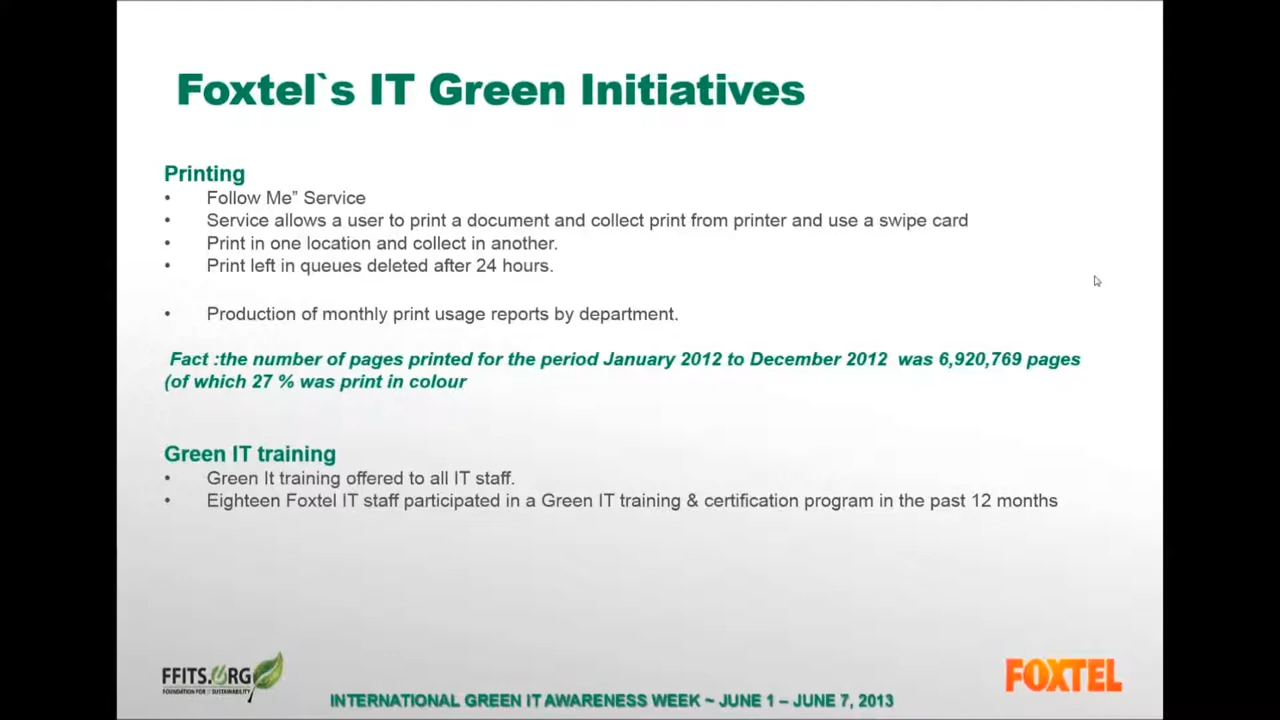 Foxtel`s IT Green Initiatives
Printing
• Follow Me” Service
• Service allows a user to print a document and collect print from printer and use a swipe card
• Print in one location and collect in another.
• Print left in queues deleted after 24 hours.
• Production of monthly print usage reports by department.
Fact :the number of pages printed for the period January 2012 to December 2012 was 6,920,769 pages
(of which 27 % was print in colour
Green IT training
• Green It training offered to all IT staff.
• Eighteen Foxtel IT staff participated in a Green IT training & certification program in the past 12 months
FFITS.ORG
FOUNDATION FOR IT SUSTAINABILITY
INTERNATIONAL GREEN IT AWARENESS WEEK ~ JUNE 1 – JUNE 7, 2013
FOXTEL